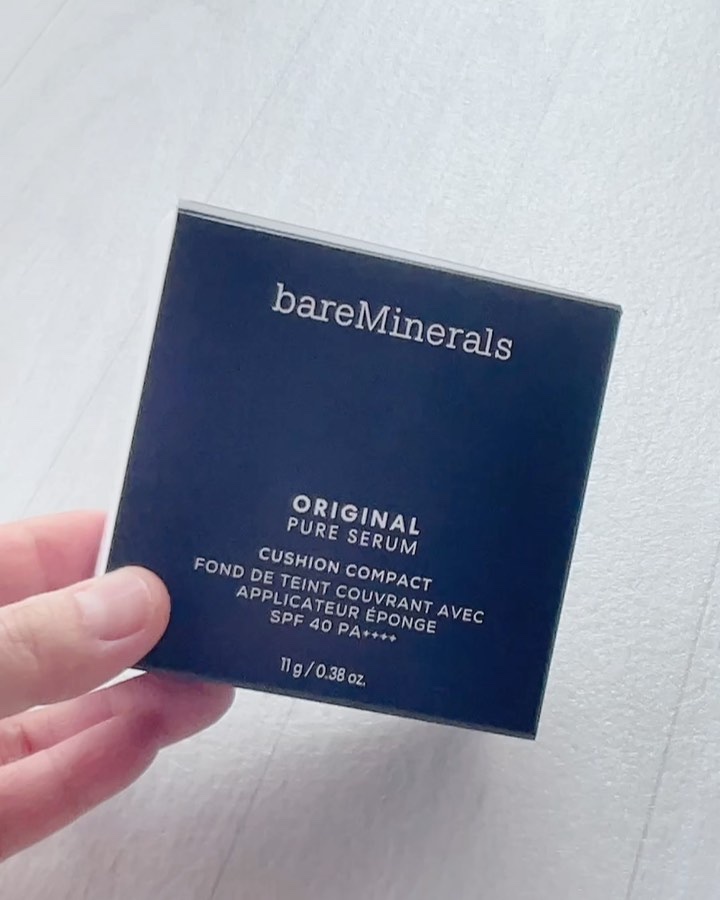 bareMinerals
ORIGINAL
PURE SERUM
CUSHION COMPACT
FOND DE TEINT COUVRANT AVEC
APPLICATEUR ÉPONGE
SPF 40 PA++++
11 g / 0.38 oz.